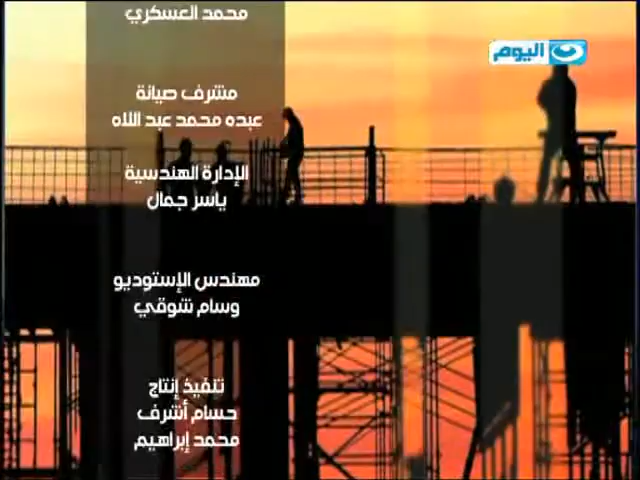 محمد العسكري
اليوم
مشرف صيانة
عبده محمد عبد اللاه
الإدارة الهندسية
ياسر جمال
مهندس الإستوديو
وسام شوقي
تنفيذ إنتاج
حسام أشرف
محمد إبراهيم